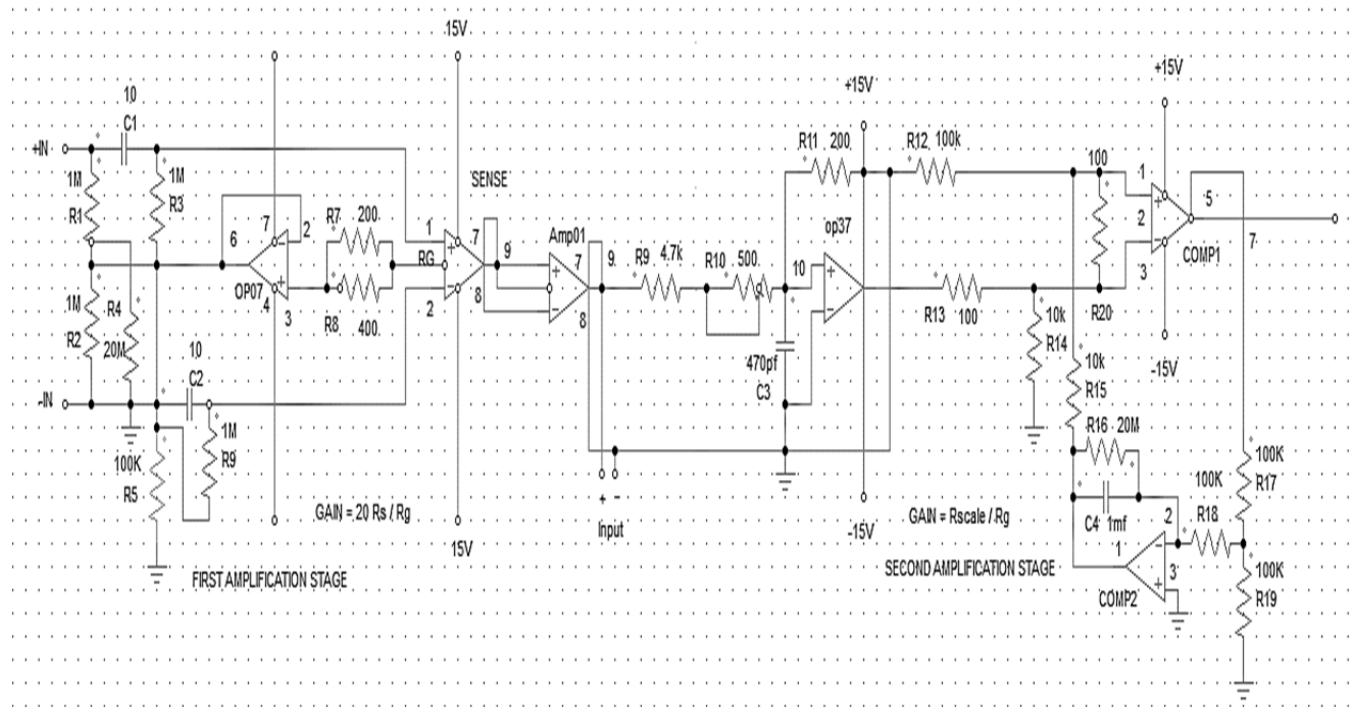 15V
15V
10
C1
+IN
1M
R1
1M
R3
6
7
2
OP07
4
3
R7 200
R8
400
RG
SENSE
1
7
9
8
2
Amp01
7
9
8
R9 4.7k
R10 500
R11 200
+15V
R12 100k
op37
10
470pf
C3
R13
100
10k
R14
100
R20
+15V
1
2
3
5
7
COMP1
-15V
1M
R2
R4
20M
10
C2
-IN
1M
R9
100K
R5
GAIN = 20 Rs / Rg
15V
FIRST AMPLIFICATION STAGE
+ -
Input
-15V
GAIN = Rscale / Rg
SECOND AMPLIFICATION STAGE
10k
R15
R16 20M
C4 1mf
2
1
3
COMP2
100K
R18
100K
R17
100K
R19